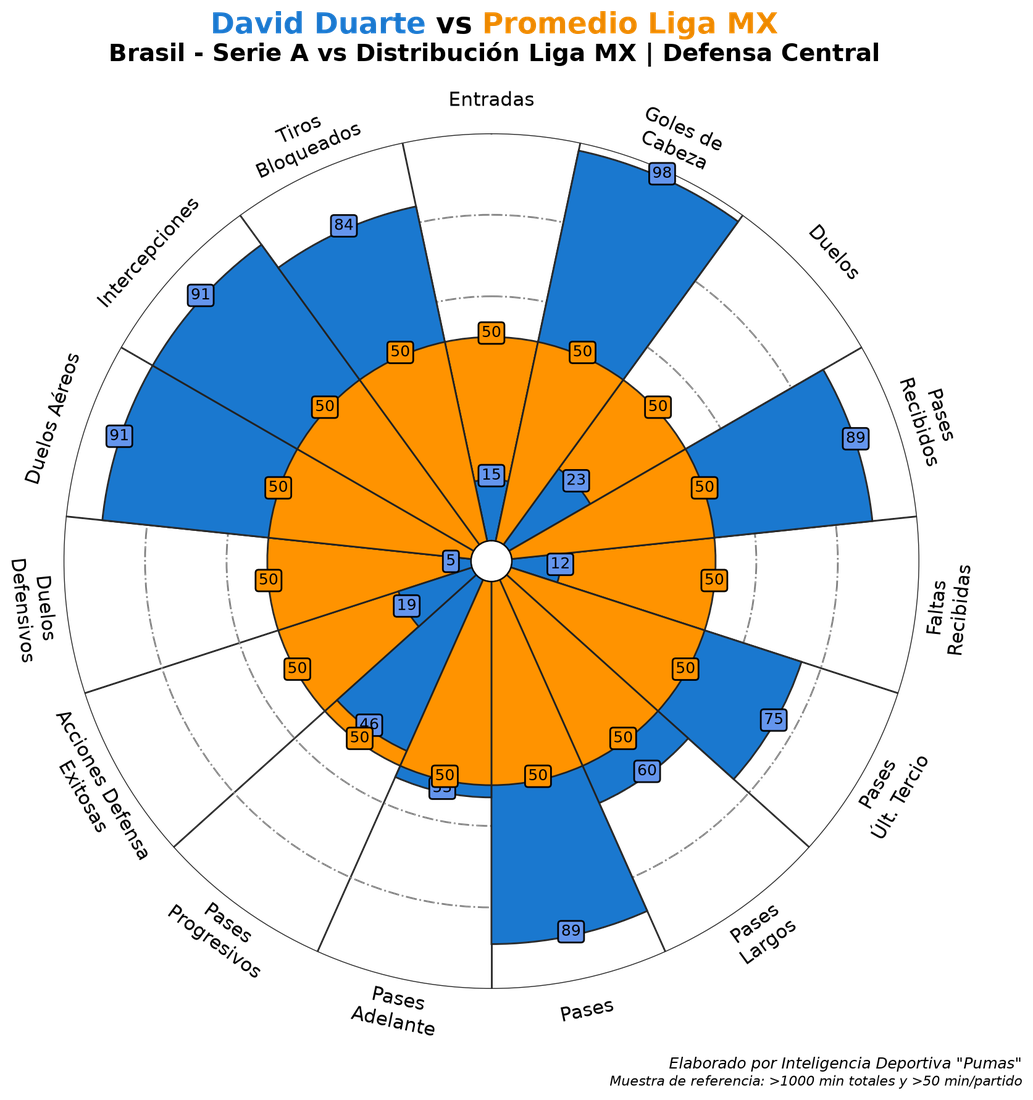 David Duarte vs Promedio Liga MX
Brasil - Serie A vs Distribución Liga MX | Defensa Central
Entradas
Goles de
Cabeza
Duelos
Pases
Recibidos
Faltas
Recibidas
Pases
Últ. Tercio
Pases
Largos
Pases
Pases
Adelante
Pases
Progresivos
Acciones Defensa
Exitosas
Duelos
Defensivos
Duelos Aéreos
Intercepciones
Tiros
Bloqueados
15
50
98
50
23
50
89
50
12
50
75
50
60
50
89
50
50
46
50
19
50
5
50
91
50
91
50
84
50
Elaborado por Inteligencia Deportiva "Pumas"
Muestra de referencia: >1000 min totales y >50 min/partido